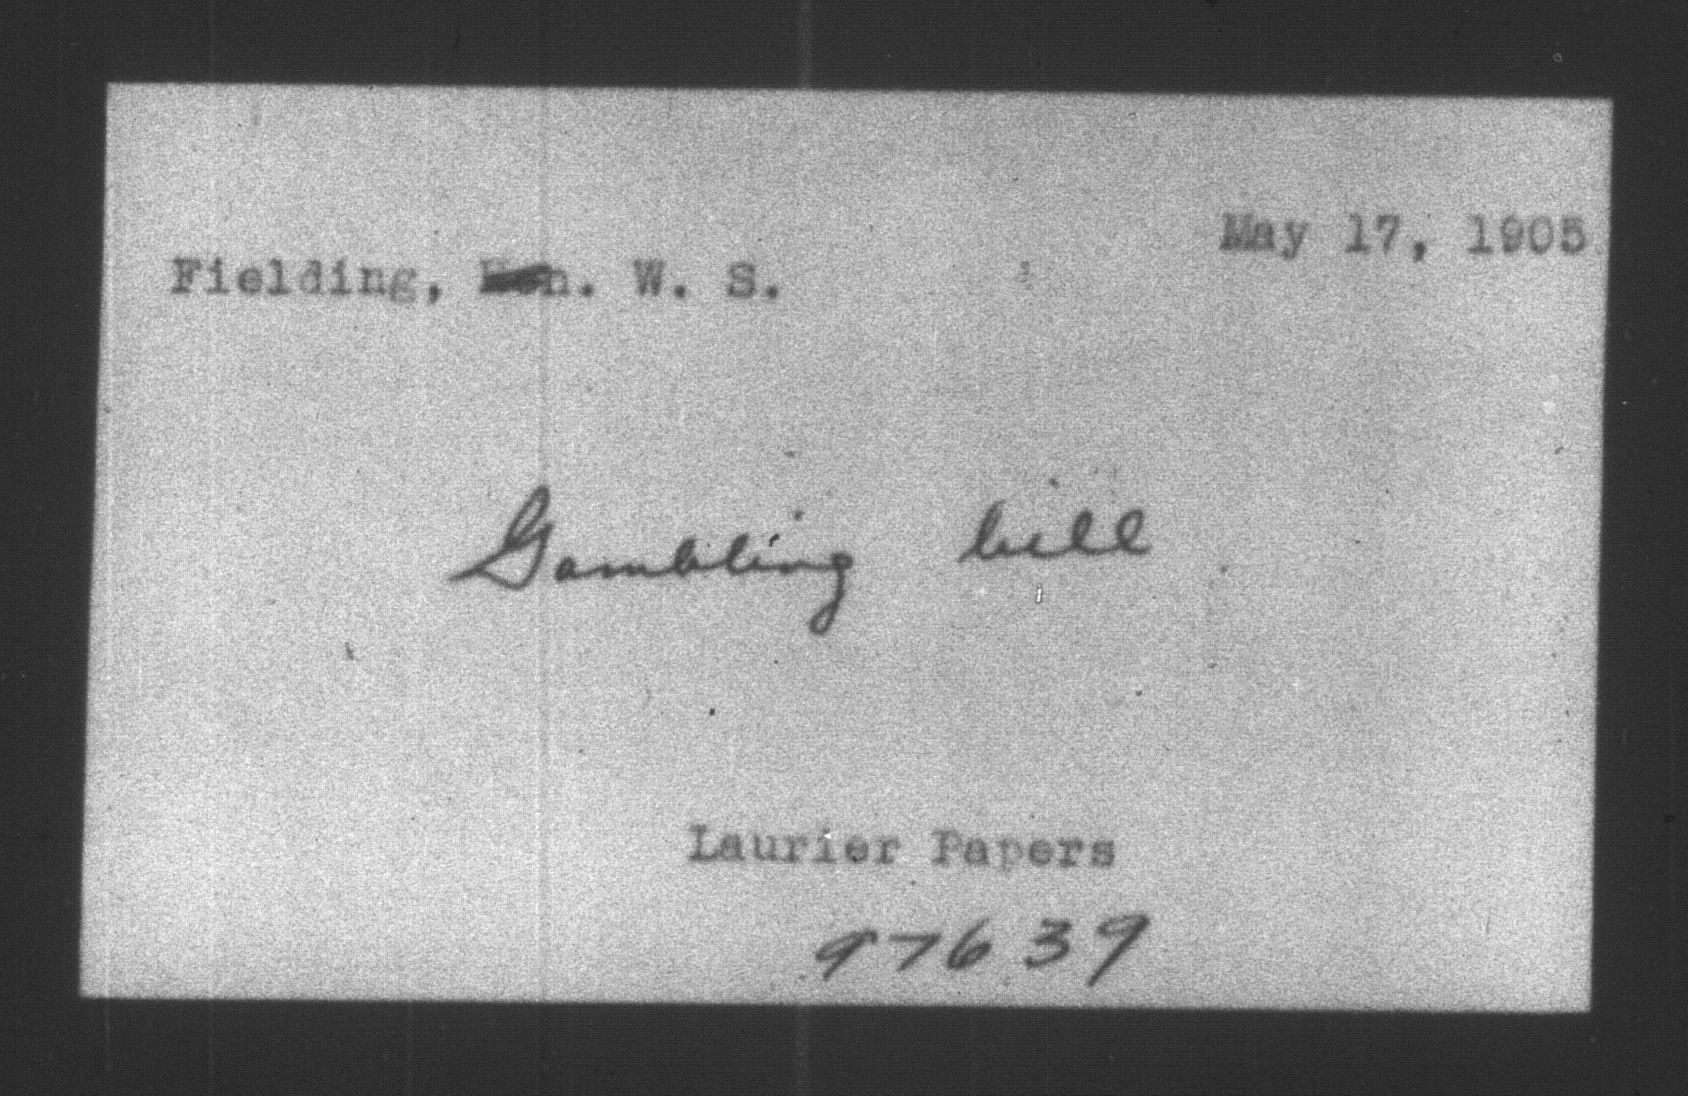 May 17, 1905
Fielding, Hon. W. S.
Gambling bill
Laurier Papers
97639